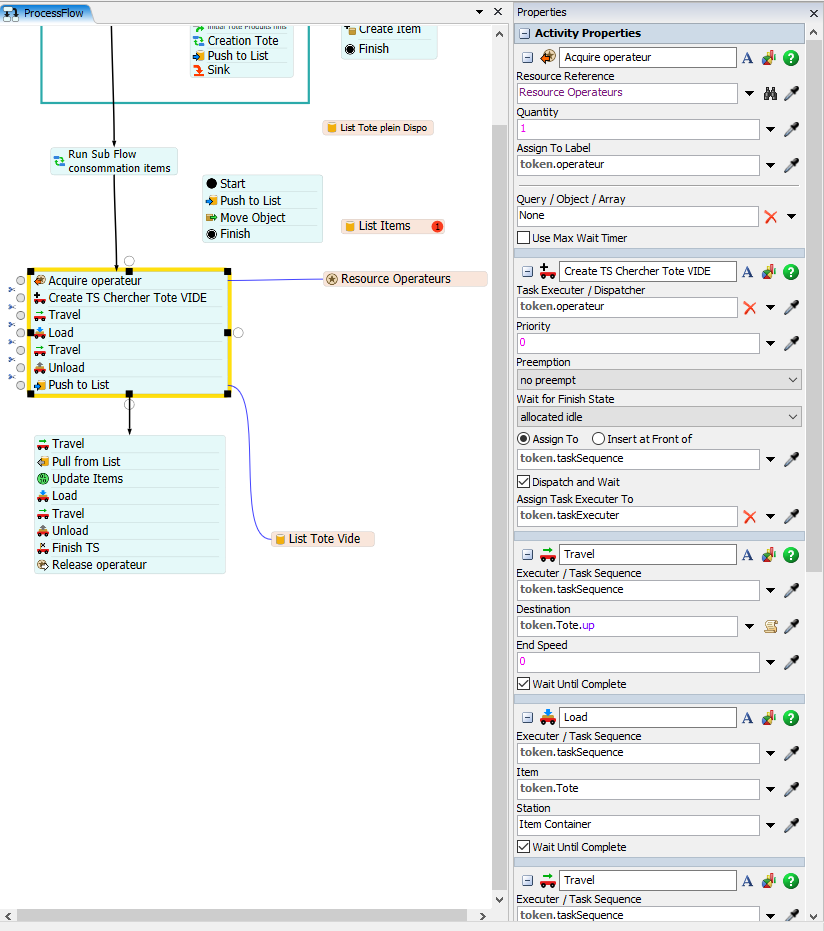 ProcessFlow
Initial Tote Produits finis
Creation Tote
Push to List
Sink
Create Item
Finish
List Tote plein Dispo
Run Sub Flow
consommation items
Start
Push to List
Move Object
Finish
List Items
1
Acquire operateur
Create TS Chercher Tote VIDE
Travel
Load
Travel
Unload
Push to List
Resource Operateurs
Travel
Pull from List
Update Items
Load
Travel
Unload
Finish TS
Release operateur
List Tote Vide
Properties
Activity Properties
Acquire operateur
A
?
Resource Reference
Resource Operateurs
Quantity
1
Assign To Label
token.operateur
Query / Object / Array
None
Use Max Wait Timer
Create TS Chercher Tote VIDE
A
?
Task Executer / Dispatcher
token.operateur
Priority
0
Preemption
no preempt
Wait for Finish State
allocated idle
Assign To
Insert at Front of
token.taskSequence
Dispatch and Wait
Assign Task Executer To
token.taskExecuter
Travel
A
?
Executer / Task Sequence
token.taskSequence
Destination
token.Tote.up
End Speed
0
Wait Until Complete
Load
A
?
Executer / Task Sequence
token.taskSequence
Item
token.Tote
Station
Item Container
Wait Until Complete
Travel
A
?
Executer / Task Sequence
token.taskSequence